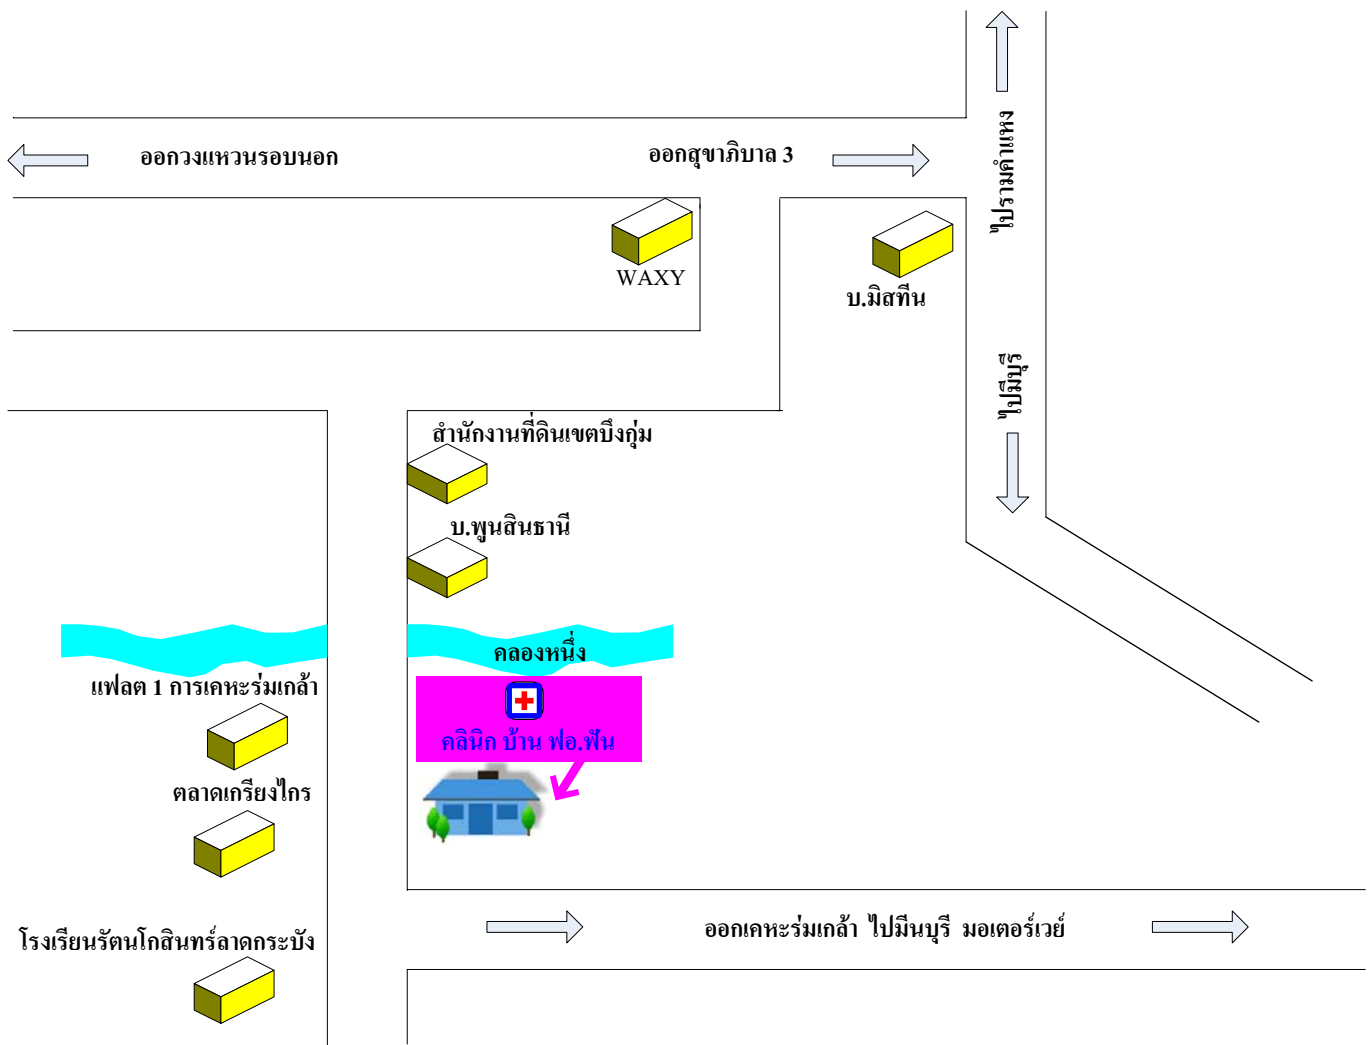 ออกวงแหวนรอบนอก
ออกสุขาภิบาล 3
ไปรามคำแหง
WAXY
บ.มิสทีน
ไปมีบุรี
สำนักงานที่ดินเขตบึงกุ่ม
บ.พูนสินธานี
คลองหนึ่ง
แฟลต 1 การเคหะร่มเกล้า
คลินิก บ้าน ฟอ.ฟัน
ตลาดเกรียงไกร
ออกเคหะร่มเกล้า ไปมีนบุรี มอเตอร์เวย์
โรงเรียนรัตนโกสินทร์ลาดกระบัง